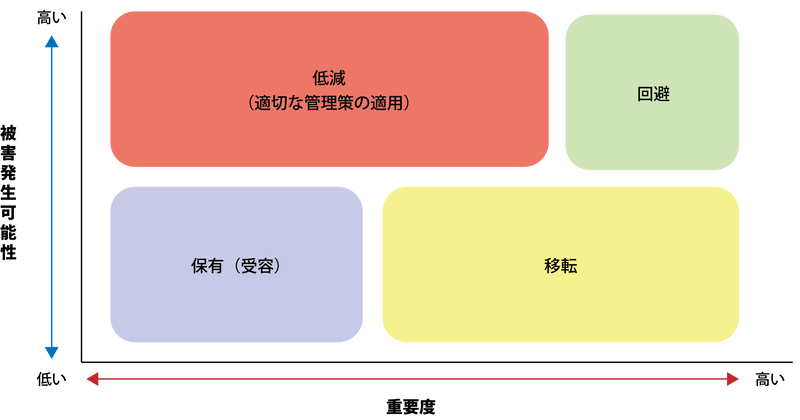 高い
低減
（適切な管理策の適用）
回避
被害発生可能性
保有（受容）
移転
低い
高い
重要度